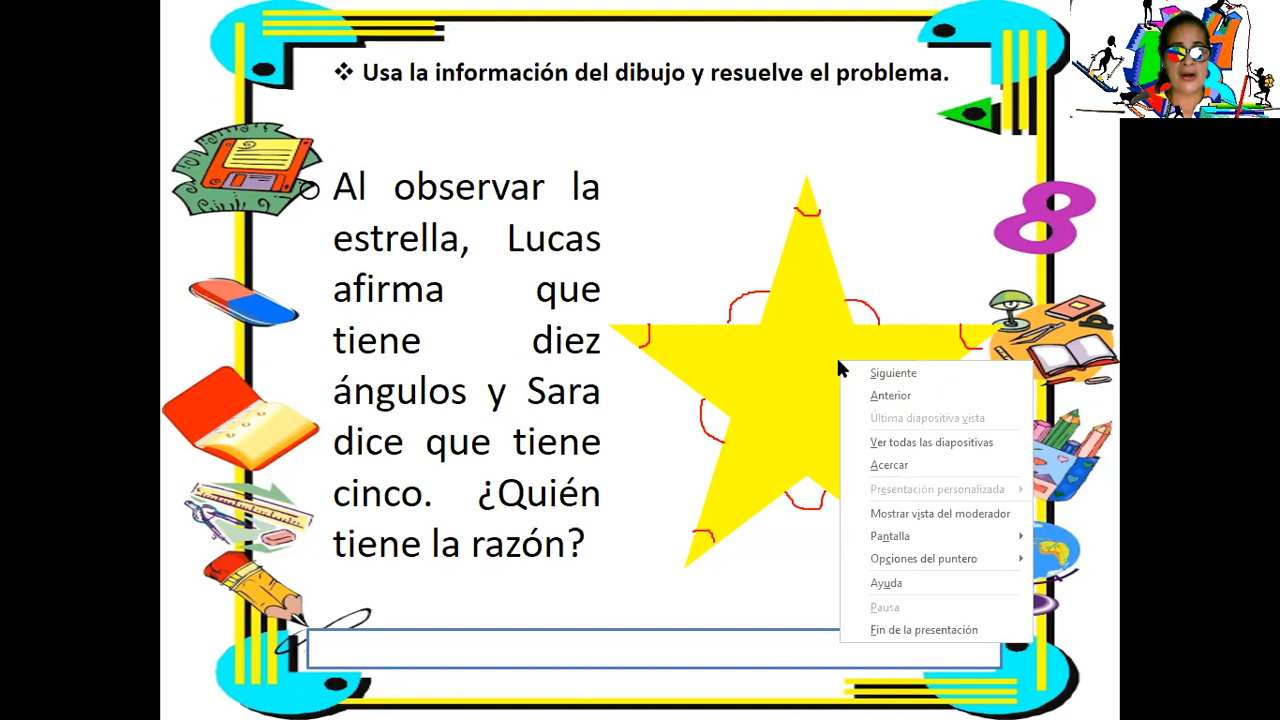 ❖ Usa la información del dibujo y resuelve el problema.
Al observar la
estrella, Lucas
afirma que
tiene diez
ángulos y Sara
dice que tiene
cinco. ¿Quién
tiene la razón?
8
Siguiente
Anterior
Última diapositiva vista
Ver todas las diapositivas
Acercar
Presentación personalizada
Mostrar vista del moderador
Pantalla
Opciones del puntero
Ayuda
Pausa
Fin de la presentación